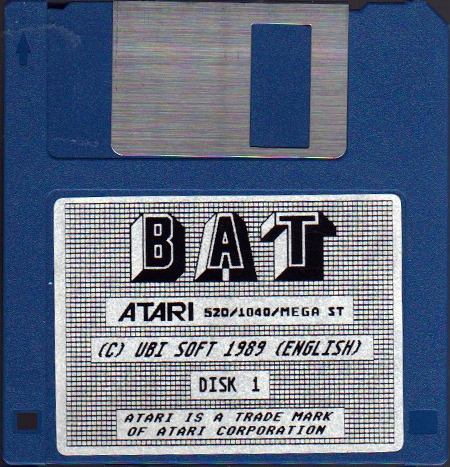 BAT
ATARI 520/1040/MEGA ST
(C) UBI SOFT 1989 (ENGLISH)
DISK 1
ATARI IS A TRADE MARK
OF ATARI CORPORATION